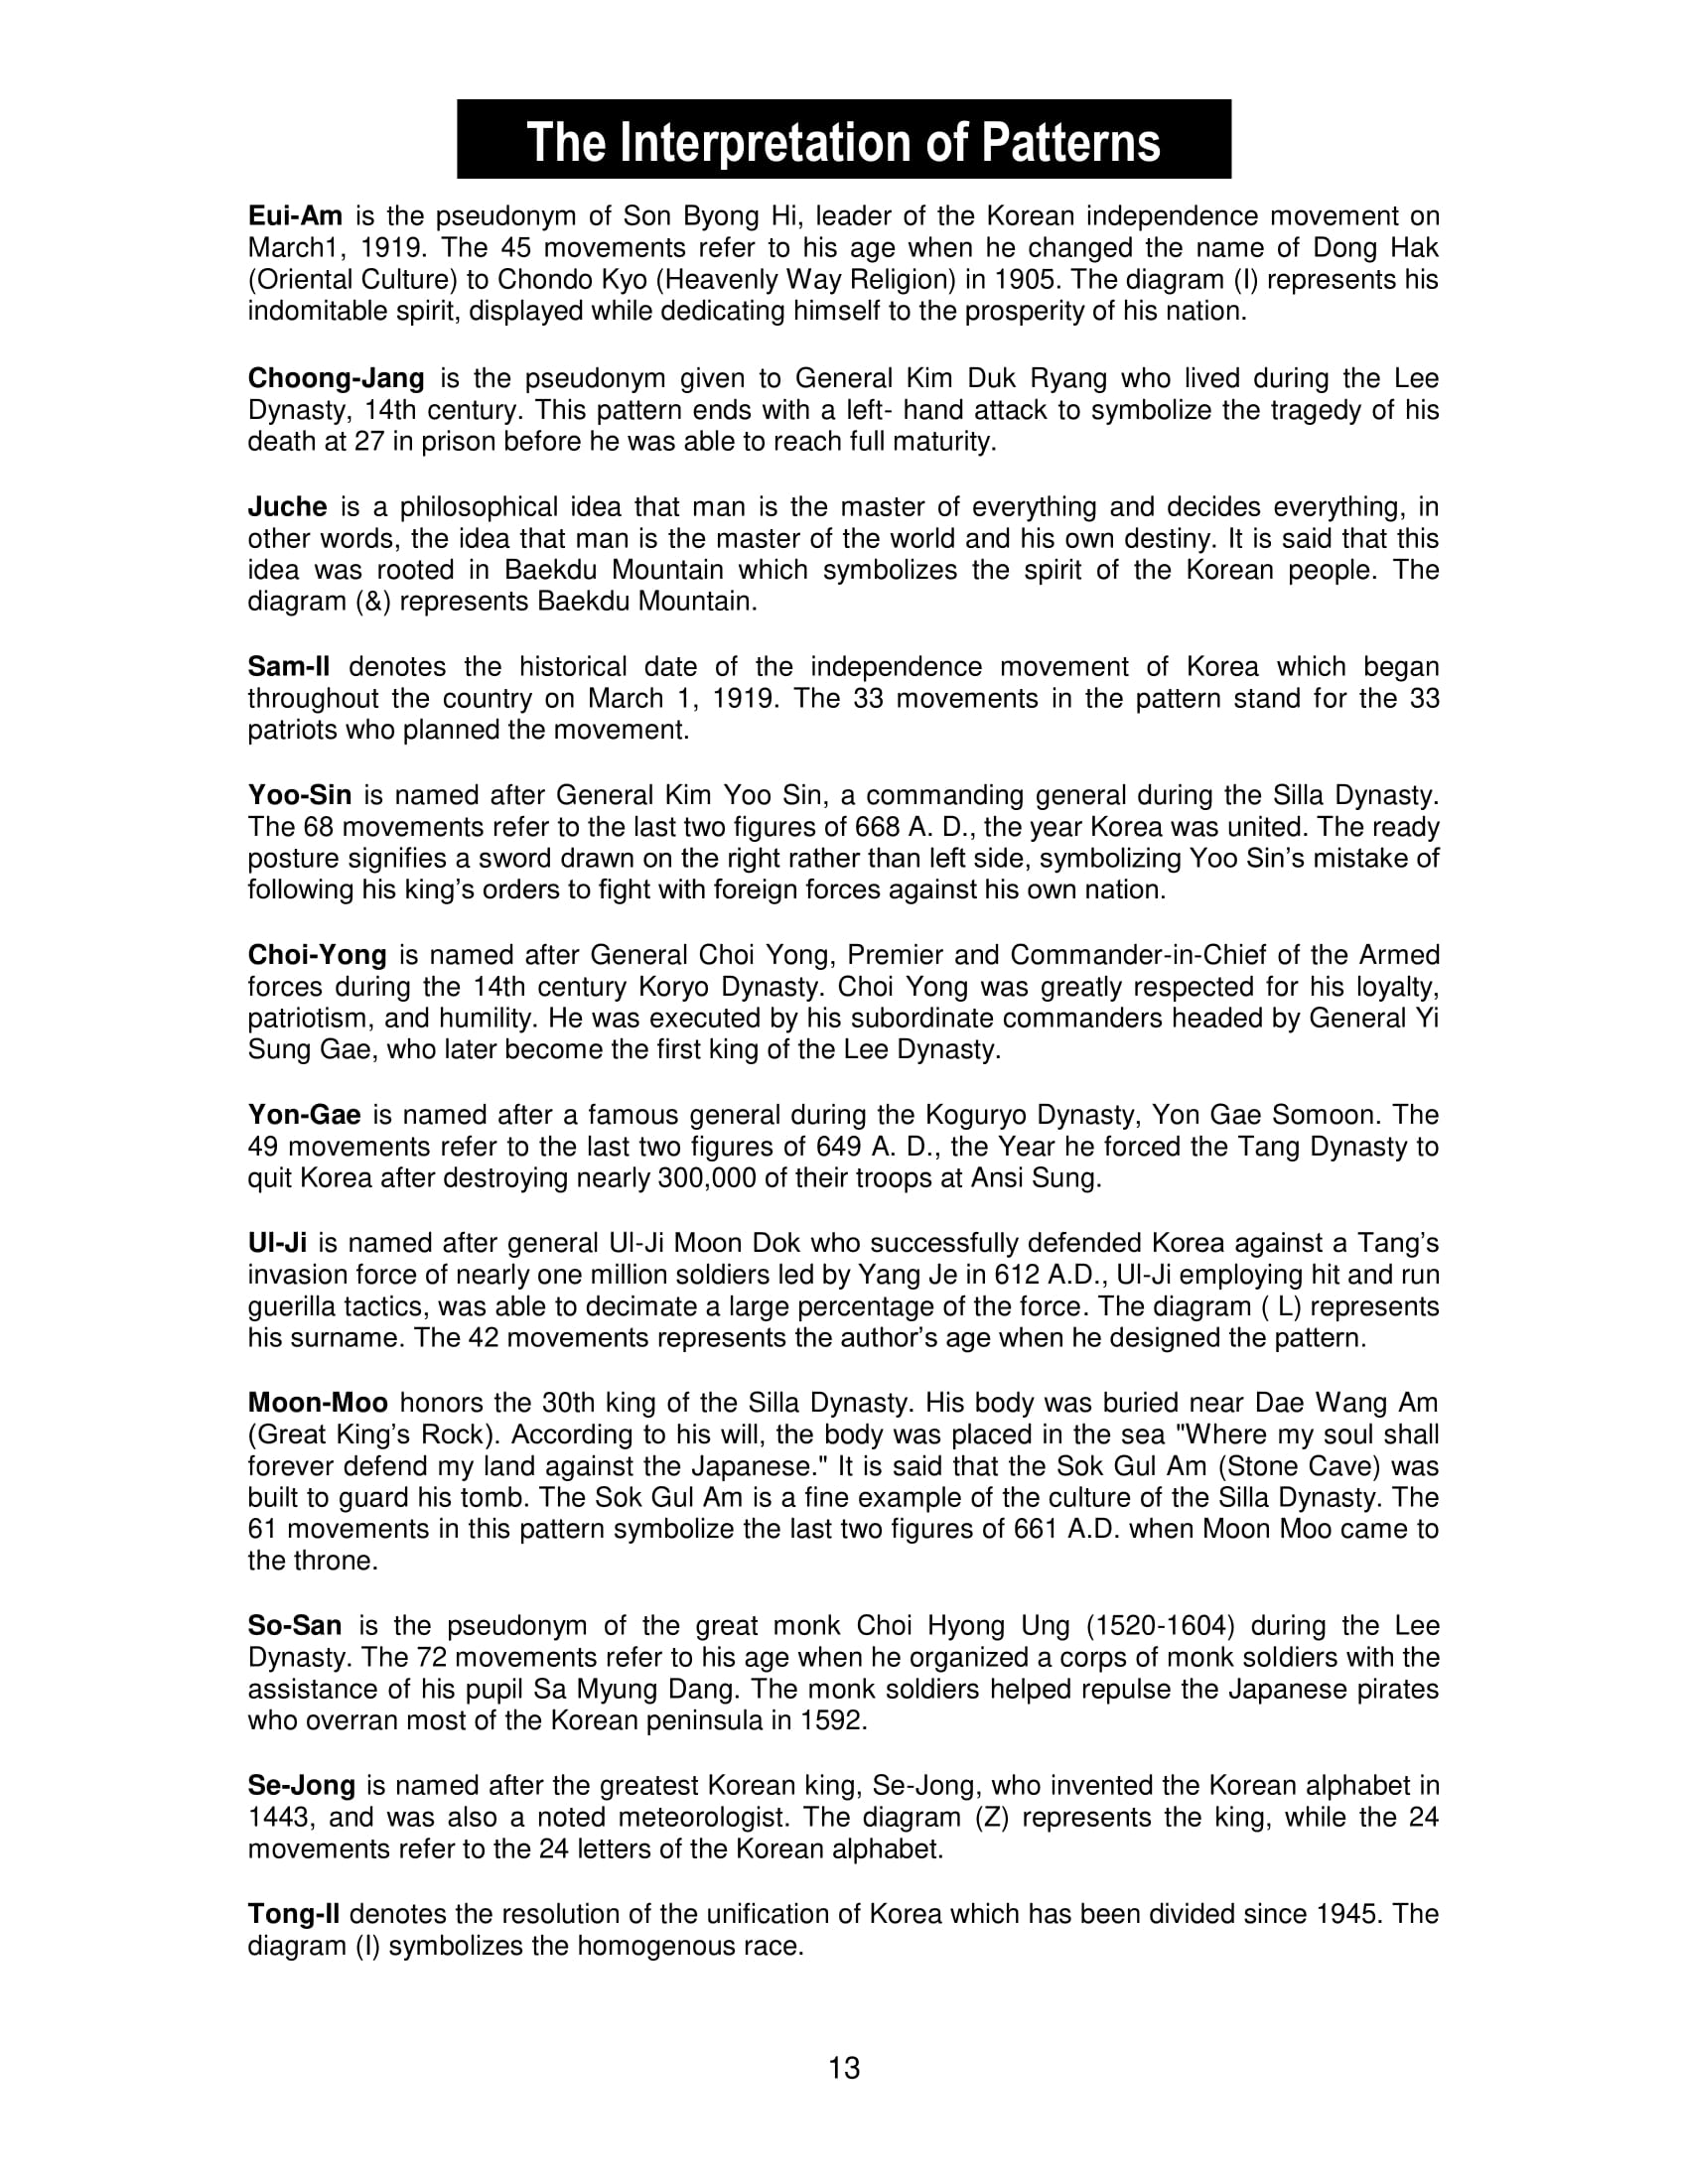 The Interpretation of Patterns
Eui-Am is the pseudonym of Son Byong Hi, leader of the Korean independence movement on
March1, 1919. The 45 movements refer to his age when he changed the name of Dong Hak
(Oriental Culture) to Chondo Kyo (Heavenly Way Religion) in 1905. The diagram (I) represents his
indomitable spirit, displayed while dedicating himself to the prosperity of his nation.
Choong-Jang is the pseudonym given to General Kim Duk Ryang who lived during the Lee
Dynasty, 14th century. This pattern ends with a left- hand attack to symbolize the tragedy of his
death at 27 in prison before he was able to reach full maturity.
Juche is a philosophical idea that man is the master of everything and decides everything, in
other words, the idea that man is the master of the world and his own destiny. It is said that this
idea was rooted in Baekdu Mountain which symbolizes the spirit of the Korean people. The
diagram (&) represents Baekdu Mountain.
Sam-Il denotes the historical date of the independence movement of Korea which began
throughout the country on March 1, 1919. The 33 movements in the pattern stand for the 33
patriots who planned the movement.
Yoo-Sin is named after General Kim Yoo Sin, a commanding general during the Silla Dynasty.
The 68 movements refer to the last two figures of 668 A. D., the year Korea was united. The ready
posture signifies a sword drawn on the right rather than left side, symbolizing Yoo Sin’s mistake of
following his king’s orders to fight with foreign forces against his own nation.
Choi-Yong is named after General Choi Yong, Premier and Commander-in-Chief of the Armed
forces during the 14th century Koryo Dynasty. Choi Yong was greatly respected for his loyalty,
patriotism, and humility. He was executed by his subordinate commanders headed by General Yi
Sung Gae, who later become the first king of the Lee Dynasty.
Yon-Gae is named after a famous general during the Koguryo Dynasty, Yon Gae Somoon. The
49 movements refer to the last two figures of 649 A. D., the Year he forced the Tang Dynasty to
quit Korea after destroying nearly 300,000 of their troops at Ansi Sung.
Ul-Ji is named after general Ul-Ji Moon Dok who successfully defended Korea against a Tang’s
invasion force of nearly one million soldiers led by Yang Je in 612 A.D., Ul-Ji employing hit and run
guerilla tactics, was able to decimate a large percentage of the force. The diagram ( L) represents
his surname. The 42 movements represents the author’s age when he designed the pattern.
Moon-Moo honors the 30th king of the Silla Dynasty. His body was buried near Dae Wang Am
(Great King’s Rock). According to his will, the body was placed in the sea "Where my soul shall
forever defend my land against the Japanese." It is said that the Sok Gul Am (Stone Cave) was
built to guard his tomb. The Sok Gul Am is a fine example of the culture of the Silla Dynasty. The
61 movements in this pattern symbolize the last two figures of 661 A.D. when Moon Moo came to
the throne.
So-San is the pseudonym of the great monk Choi Hyong Ung (1520-1604) during the Lee
Dynasty. The 72 movements refer to his age when he organized a corps of monk soldiers with the
assistance of his pupil Sa Myung Dang. The monk soldiers helped repulse the Japanese pirates
who overran most of the Korean peninsula in 1592.
Se-Jong is named after the greatest Korean king, Se-Jong, who invented the Korean alphabet in
1443, and was also a noted meteorologist. The diagram (Z) represents the king, while the 24
movements refer to the 24 letters of the Korean alphabet.
Tong-Il denotes the resolution of the unification of Korea which has been divided since 1945. The
diagram (I) symbolizes the homogenous race.
13